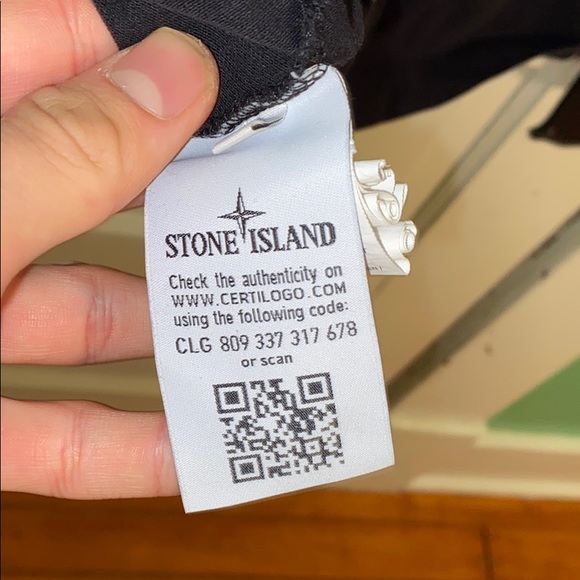 STONE ISLAND
Check the authenticity on
WWW.CERTILOGO.COM
using the following code:
CLG 809 337 317 678
or scan